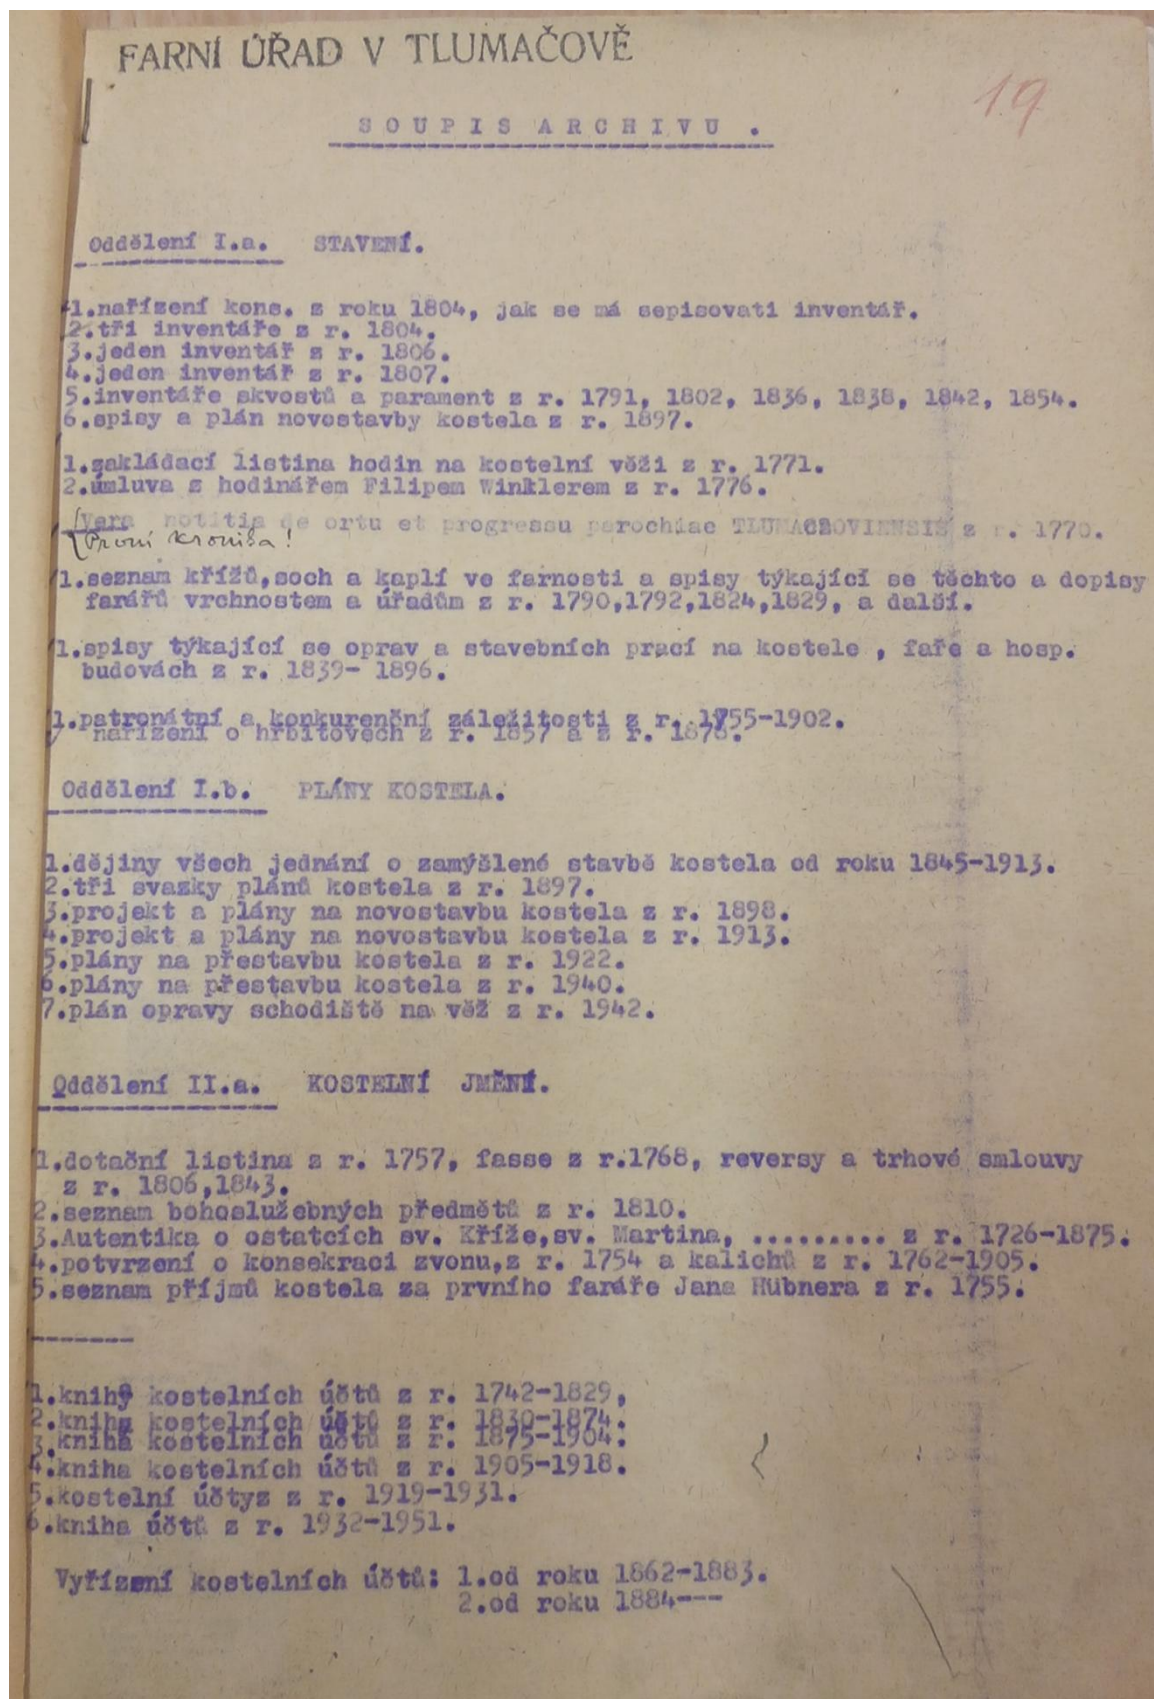 FARNÍ ÚŘAD V TLUMAČOVĚ
19
SOUPIS ARCHIVU .
Oddělení I.a. STAVENÍ.
1.nařízení kons. z roku 1804, jak se má sepisovati inventář.
2.tři inventáře z r. 1804.
3.jeden inventář z r. 1806.
4.jeden inventář z r. 1807.
5.inventáře skvostů a parament z r. 1791, 1802, 1836, 1838, 1842, 1854.
6.spisy a plán novostavby kostela z r. 1897.
1.zakládací listina hodin na kostelní věži z r. 1771.
2.úmluva s hodinářem Filipem Winklerem z r. 1776.
Vera notitia de ortu et progressu parochiae TLUMACZOVIENSIS z r. 1770.
První kronika!
1.seznam křížů,soch a kaplí ve farnosti a spisy týkající se těchto a dopisy
farářů vrchnostem a úřadům z r. 1790,1792,1824,1829, a další.
1.spisy týkající se oprav a stavebních prací na kostele , faře a hosp.
budovách z r. 1839- 1896.
1.patronátní a konkurenční záležitosti z r. 1755-1902.
nařízení o hřbitovech z r. 1857 a z r. 1878.
Oddělení I.b. PLÁNY KOSTELA.
1.dějiny všech jednání o zamýšlené stavbě kostela od roku 1845-1913.
2.tři svazky plánů kostela z r. 1897.
3.projekt a plány na novostavbu kostela z r. 1898.
4.projekt a plány na novostavbu kostela z r. 1913.
5.plány na přestavbu kostela z r. 1922.
6.plány na přestavbu kostela z r. 1940.
7.plán opravy schodiště na věž z r. 1942.
Oddělení II.a. KOSTELNÍ JMĚNÍ.
1.dotační listina z r. 1757, fasse z r.1768, reversy a trhové smlouvy
z r. 1806,1843.
2.seznam bohoslužebných předmětů z r. 1810.
3.Autentika o ostatcích sv. Kříže,sv. Martina, ......... z r. 1726-1875.
4.potvrzení o konsekraci zvonu,z r. 1754 a kalichů z r. 1762-1905.
5.seznam příjmů kostela za prvního faráře Jana Hübnera z r. 1755.
-------
1.knihy kostelních účtů z r. 1742-1829,
2.kniha kostelních účtů z r. 1830-1874.
3.kniha kostelních účtů z r. 1875-1904.
4.kniha kostelních účtů z r. 1905-1918.
5.kostelní účtyz z r. 1919-1931.
6.kniha účtů z r. 1932-1951.
Vyřízení kostelních účtů: 1.od roku 1862-1883.
2.od roku 1884---